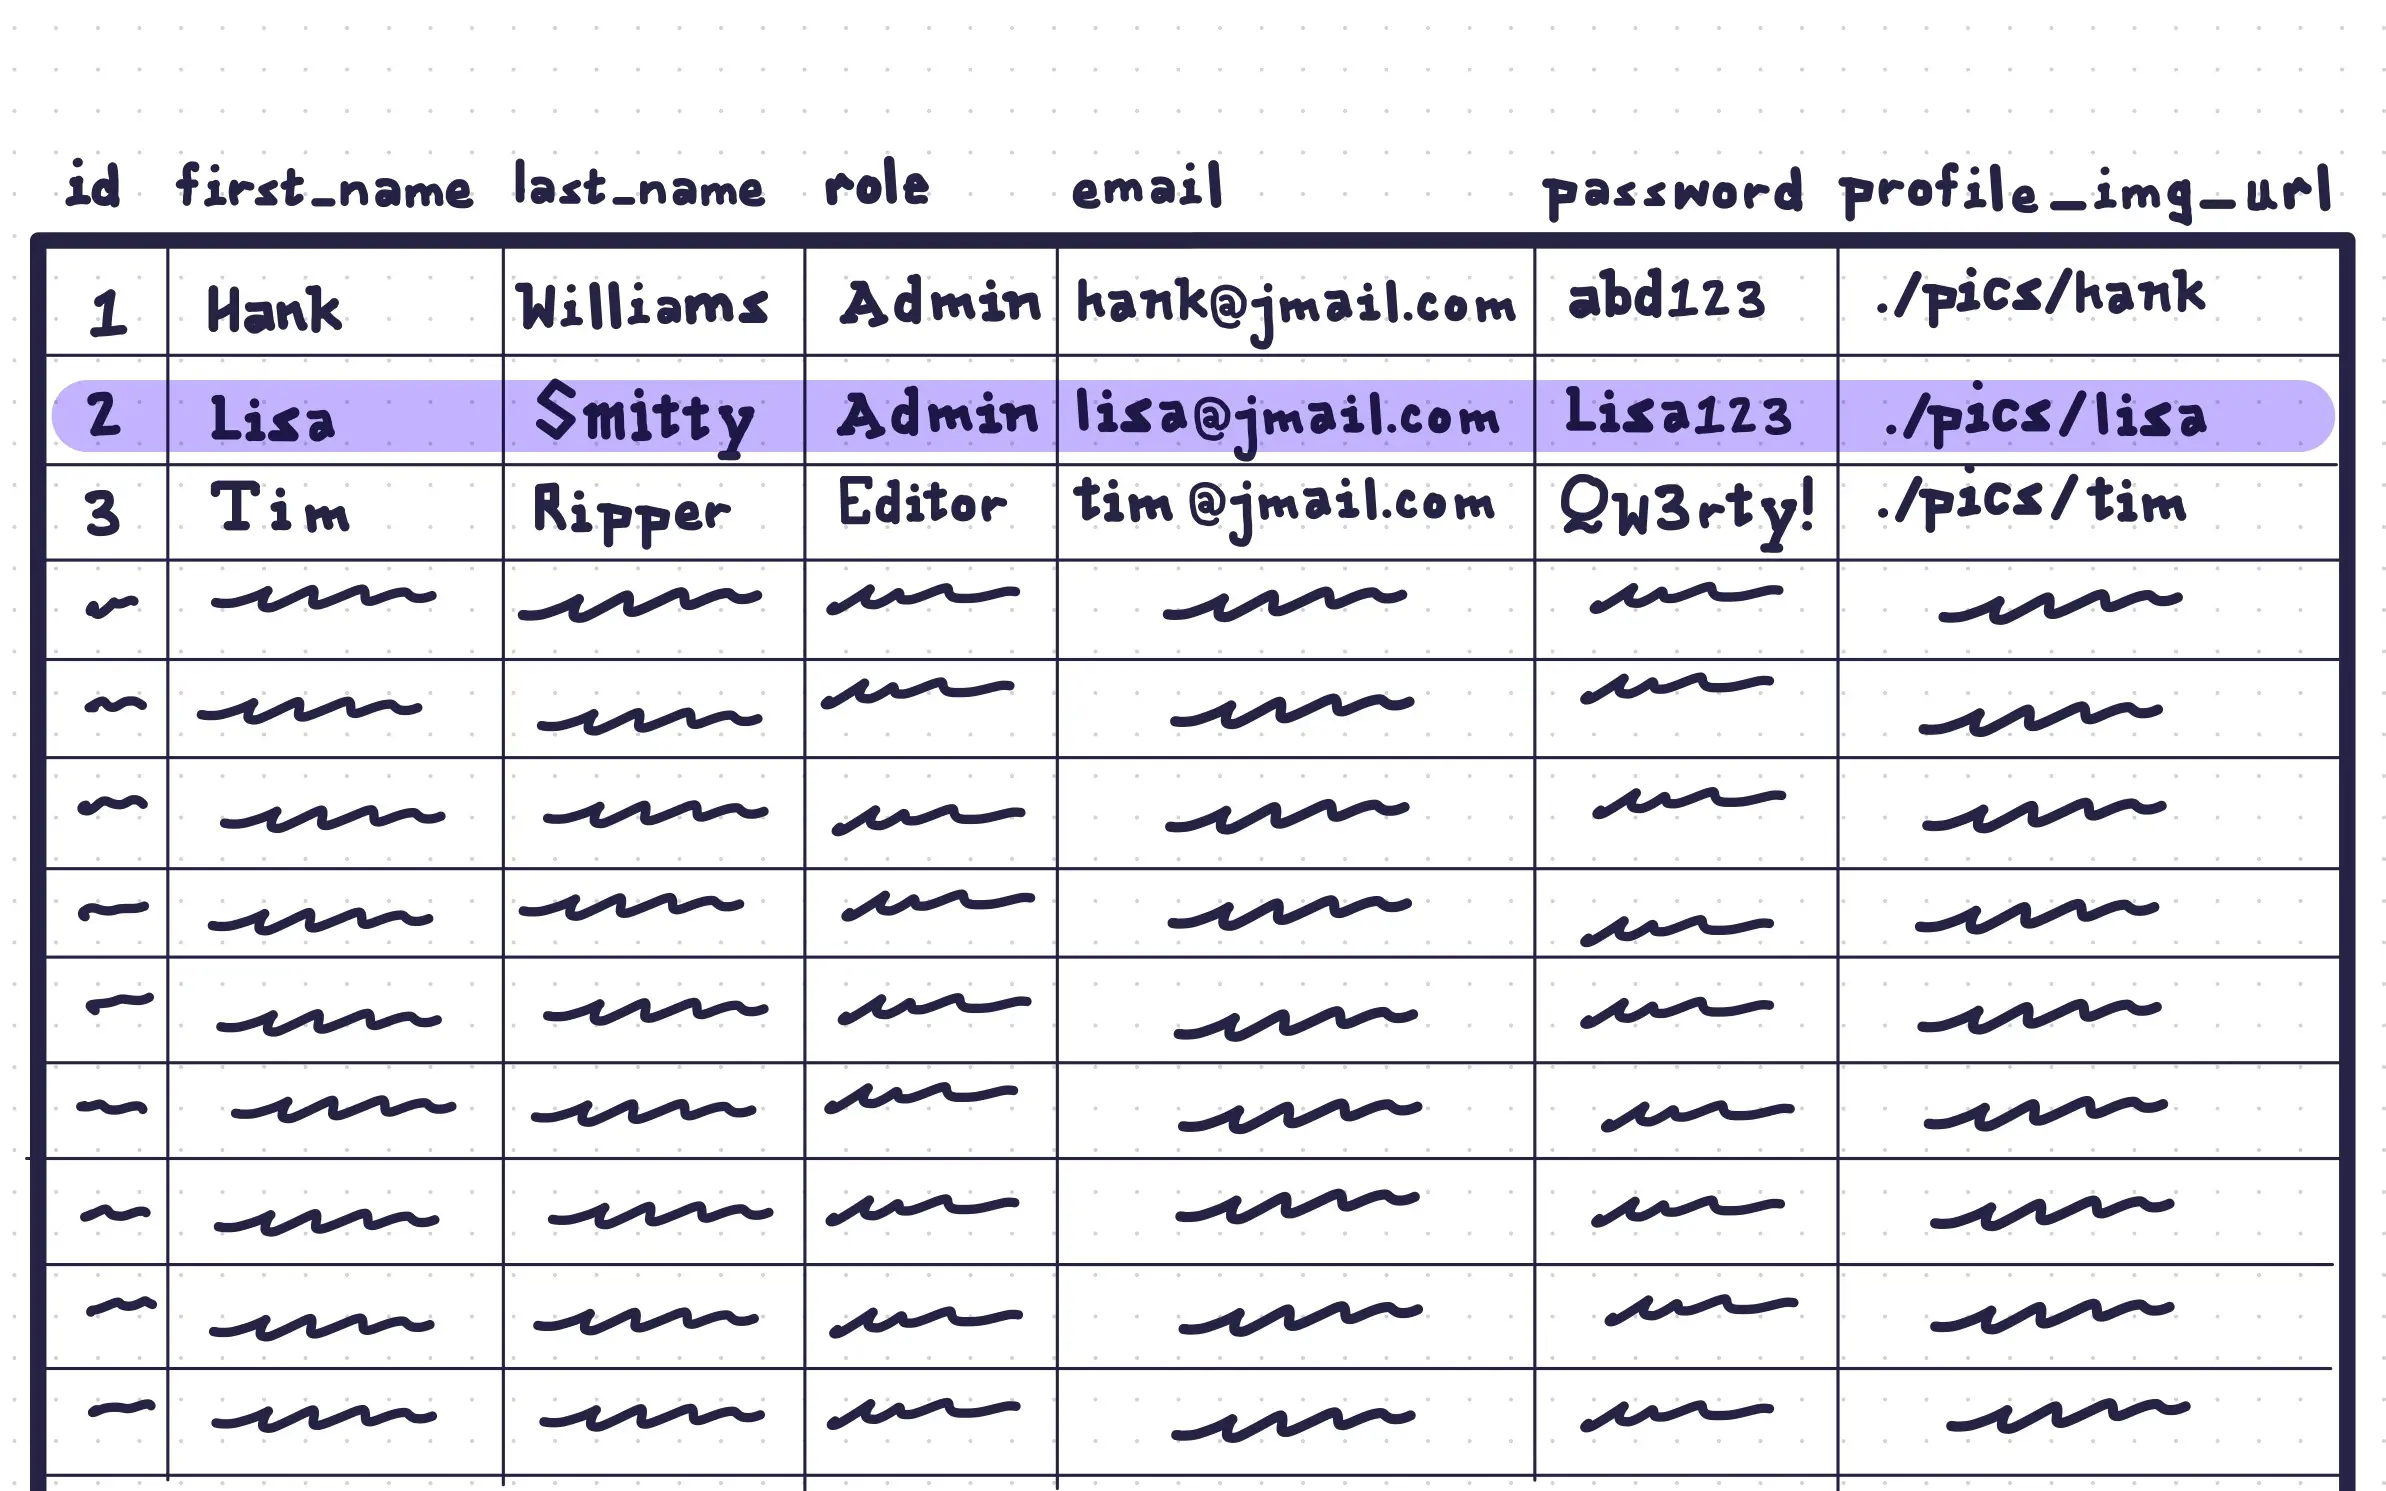 id first_name last_name role email password profile_img_url
1 Hank Williams Admin hank@jmail.com abd123 ./pics/hank
2 Lisa Smitty Admin lisa@jmail.com Lisa123 ./pics/lisa
3 Tim Ripper Editor tim@jmail.com Qw3rty! ./pics/tim